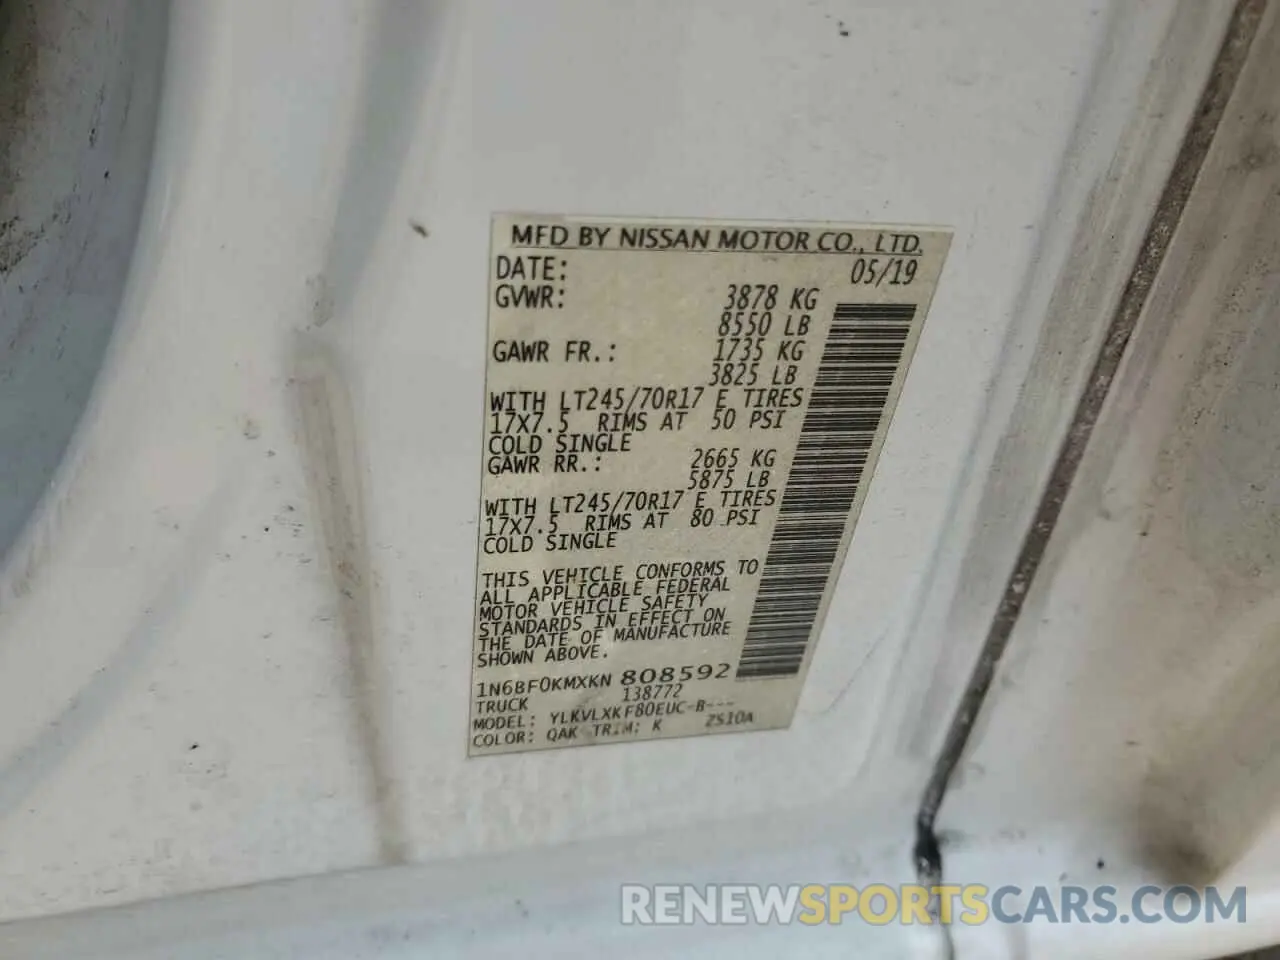 MFD BY NISSAN MOTOR CO., LTD.
DATE: 05/19
GVWR: 3878 KG
8550 LB
GAWR FR.: 1735 KG
3825 LB
WITH LT245/70R17 E TIRES
17X7.5 RIMS AT 50 PSI
COLD SINGLE
GAWR RR.: 2665 KG
5875 LB
WITH LT245/70R17 E TIRES
17X7.5 RIMS AT 80 PSI
COLD SINGLE
THIS VEHICLE CONFORMS TO
ALL APPLICABLE FEDERAL
MOTOR VEHICLE SAFETY
STANDARDS IN EFFECT ON
THE DATE OF MANUFACTURE
SHOWN ABOVE.
1N6BF0KMXKN 808592
TRUCK 138772
MODEL: YLKVLXKF80EUC-B---
COLOR: QAK TRIM: K ZS10A
RENEWSPORTSCARS.COM